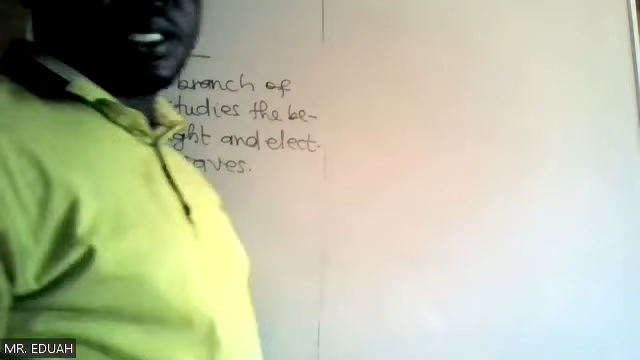 branch of
tudies the be-
ght and elect-
aves.
MR. EDUAH